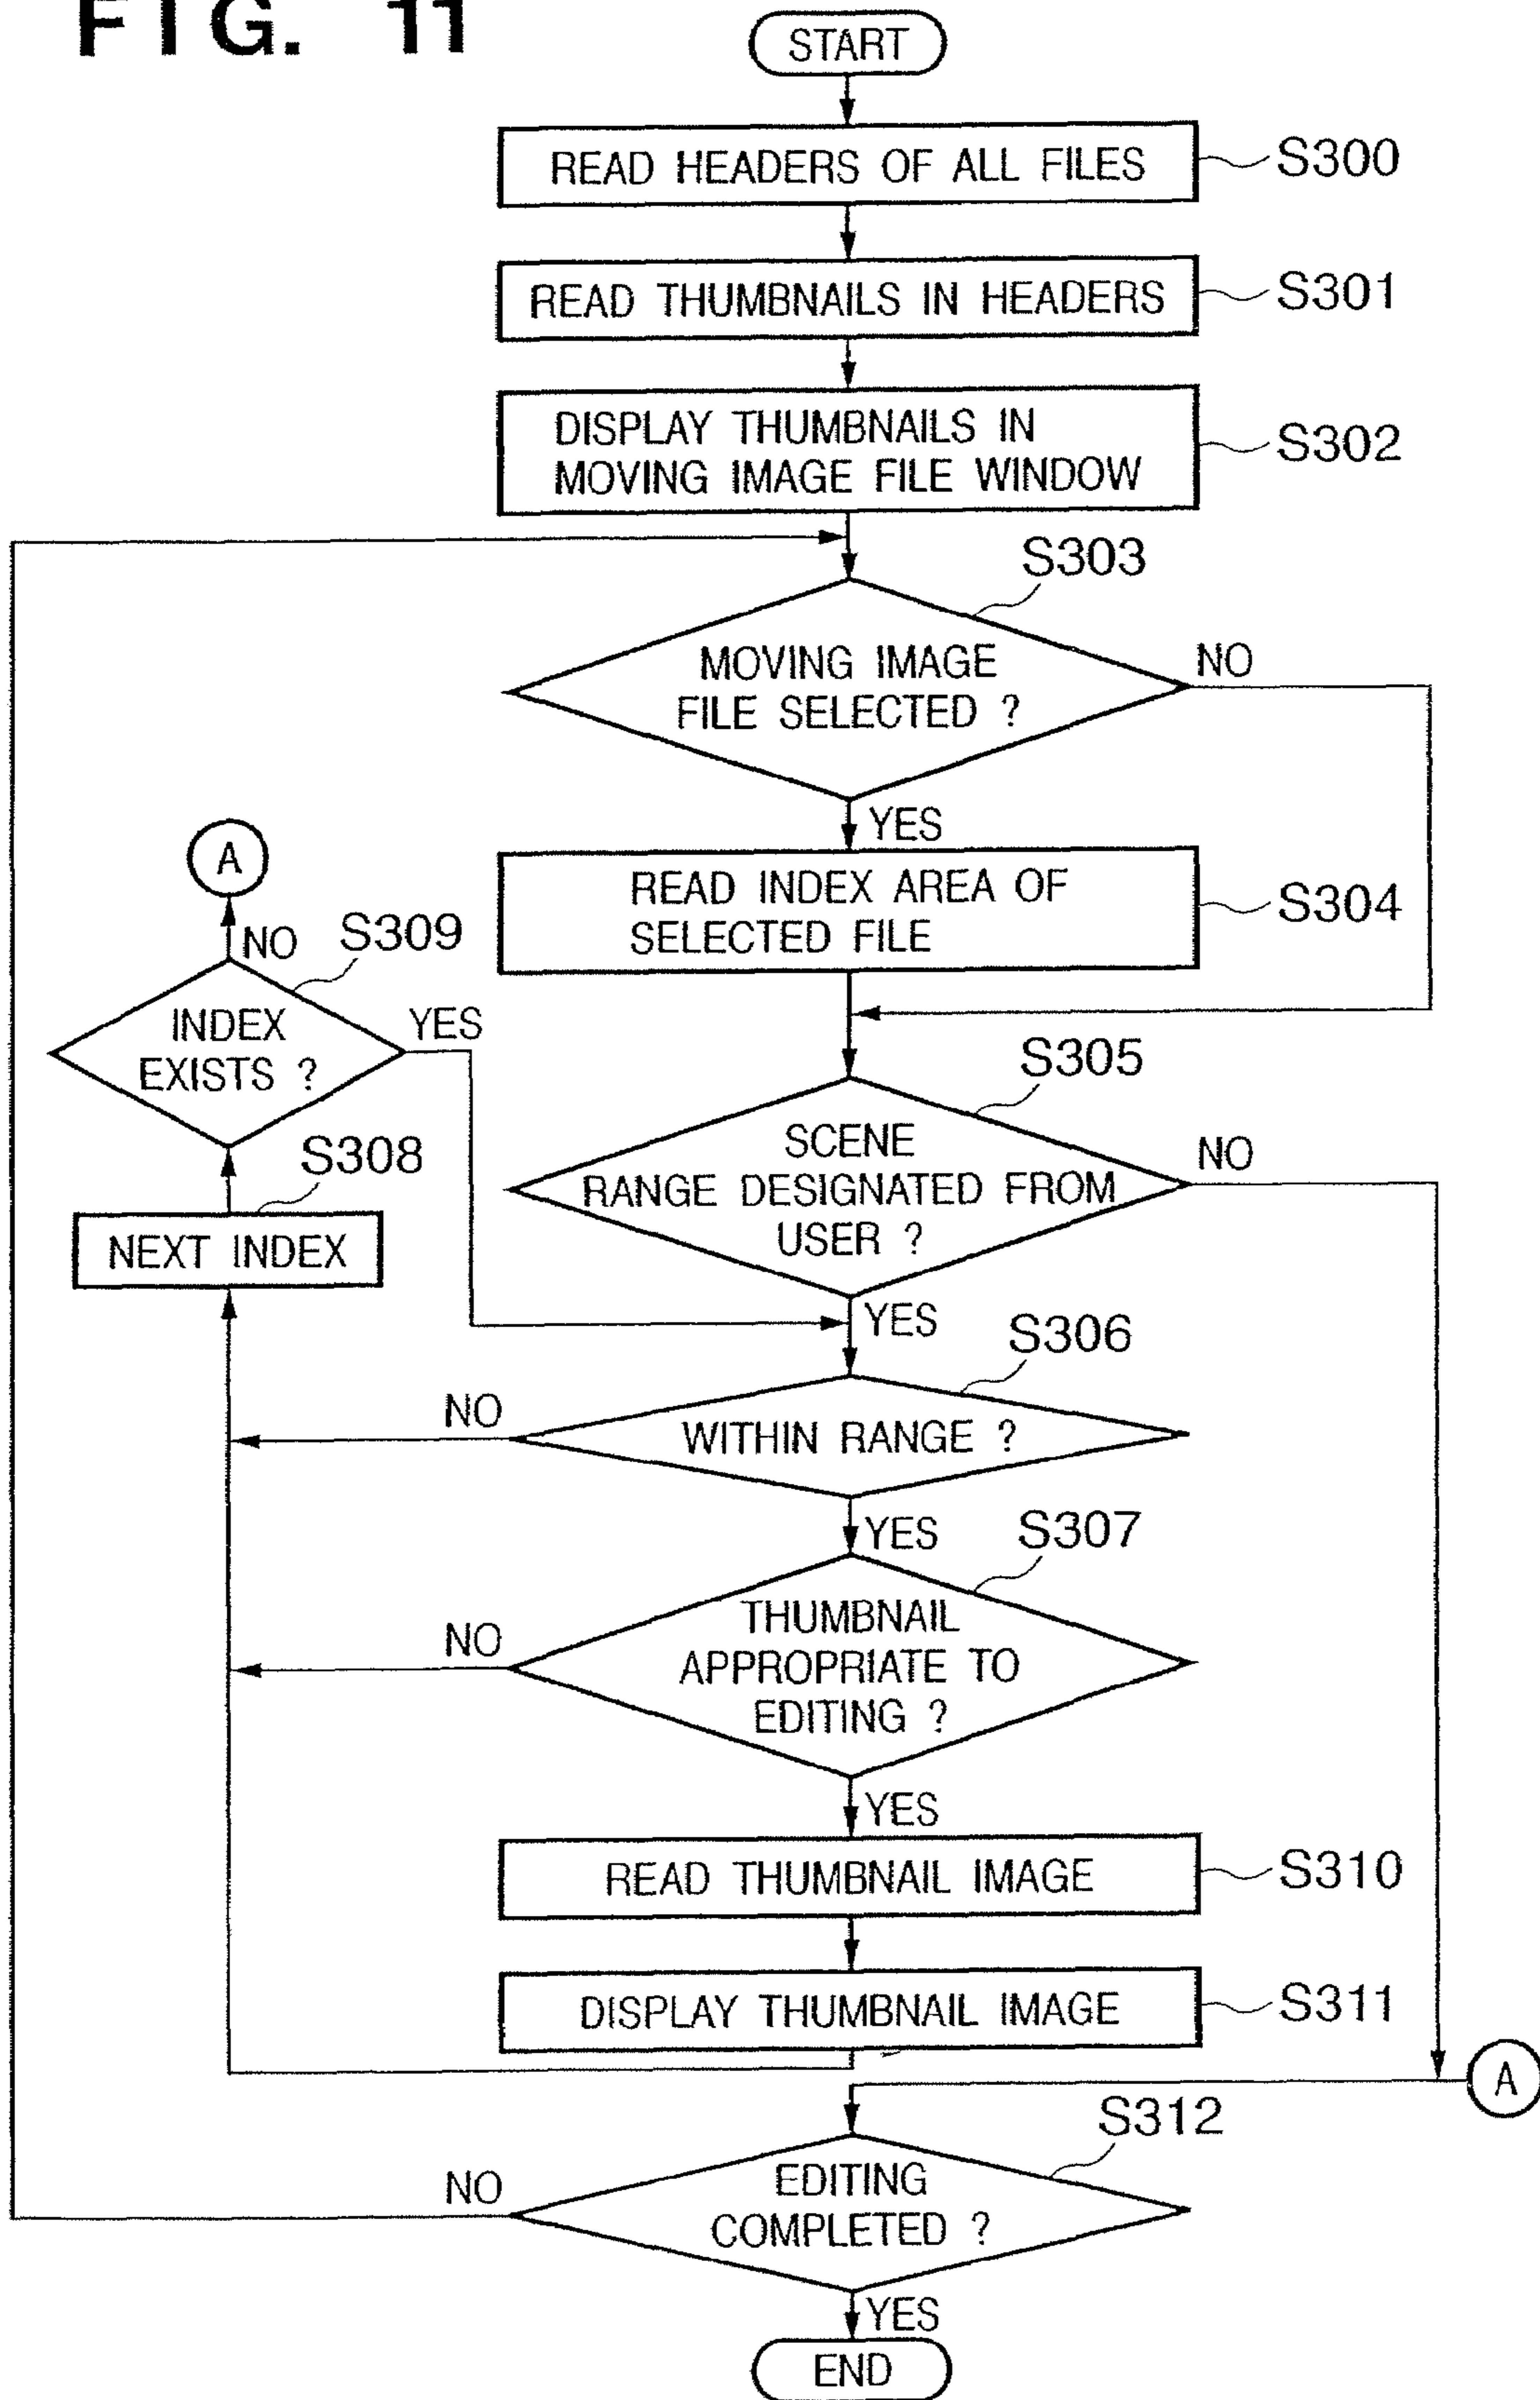 FIG. 11
START
READ HEADERS OF ALL FILES
S300
READ THUMBNAILS IN HEADERS
S301
DISPLAY THUMBNAILS IN
MOVING IMAGE FILE WINDOW
S302
S303
MOVING IMAGE
FILE SELECTED ?
NO
YES
A
READ INDEX AREA OF
SELECTED FILE
S304
NO
S309
INDEX
EXISTS ?
YES
S305
SCENE
RANGE DESIGNATED FROM
USER ?
NO
S308
NEXT INDEX
YES
S306
NO
WITHIN RANGE ?
YES
S307
NO
THUMBNAIL
APPROPRIATE TO
EDITING ?
YES
READ THUMBNAIL IMAGE
S310
DISPLAY THUMBNAIL IMAGE
S311
A
S312
NO
EDITING
COMPLETED ?
YES
END